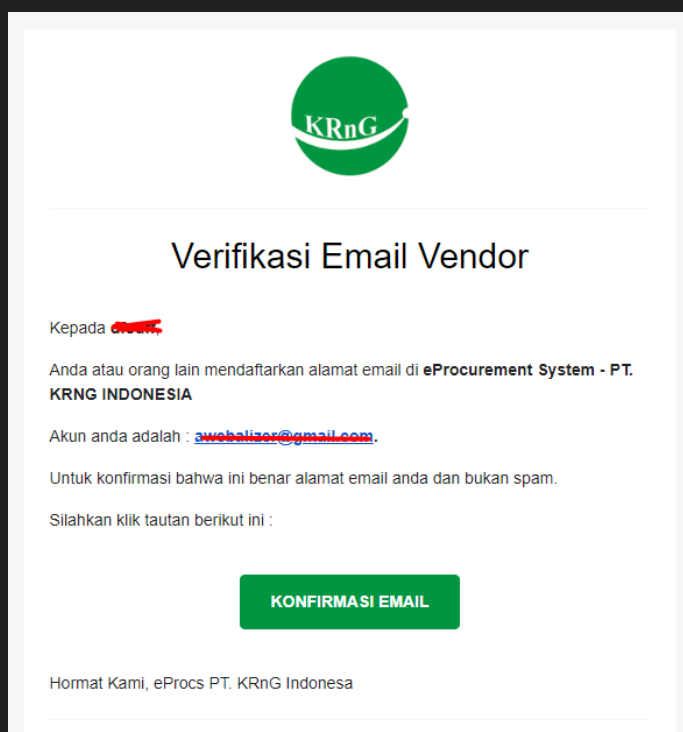 KRnG
Verifikasi Email Vendor
Kepada
Anda atau orang lain mendaftarkan alamat email di eProcurement System - PT.
KRNG INDONESIA
Akun anda adalah :
Untuk konfirmasi bahwa ini benar alamat email anda dan bukan spam.
Silahkan klik tautan berikut ini :
KONFIRMASI EMAIL
Hormat Kami, eProcs PT. KRnG Indonesa